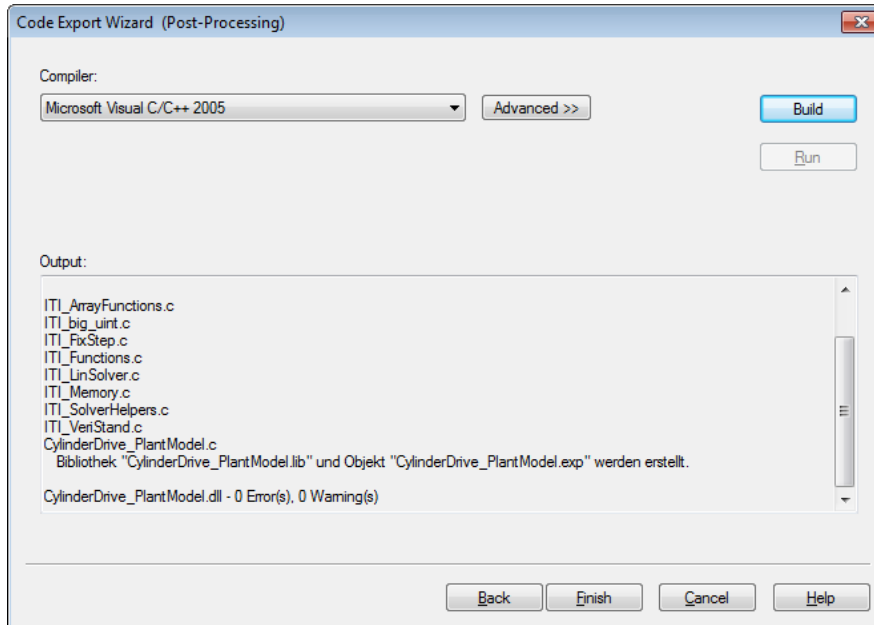 Code Export Wizard (Post-Processing)
Compiler:
Microsoft Visual C/C++ 2005
Advanced >>
Build
Run
Output:
ITI_ArrayFunctions.c
ITI_big_uint.c
ITI_FixStep.c
ITI_Functions.c
ITI_LinSolver.c
ITI_Memory.c
ITI_SolverHelpers.c
ITI_VeriStand.c
CylinderDrive_PlantModel.c
Bibliothek "CylinderDrive_PlantModel.lib" und Objekt "CylinderDrive_PlantModel.exp" werden erstellt.
CylinderDrive_PlantModel.dll - 0 Error(s), 0 Warning(s)
Back
Finish
Cancel
Help